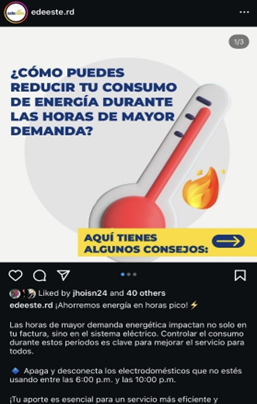 edeeste.rd
1/3
¿CÓMO PUEDES
REDUCIR TU CONSUMO
DE ENERGÍA DURANTE
LAS HORAS DE MAYOR
DEMANDA?
AQUÍ TIENES
ALGUNOS CONSEJOS:
Liked by jhoisn24 and 40 others
edeeste.rd ¡Ahorremos energía en horas pico! ⚡
Las horas de mayor demanda energética impactan no solo en
tu factura, sino en el sistema eléctrico. Controlar el consumo
durante estos periodos es clave para mejorar el servicio para
todos.
🔹 Apaga y desconecta los electrodomésticos que no estés
usando entre las 6:00 p.m. y las 10:00 p.m.
¡Tu aporte es esencial para un servicio más eficiente y